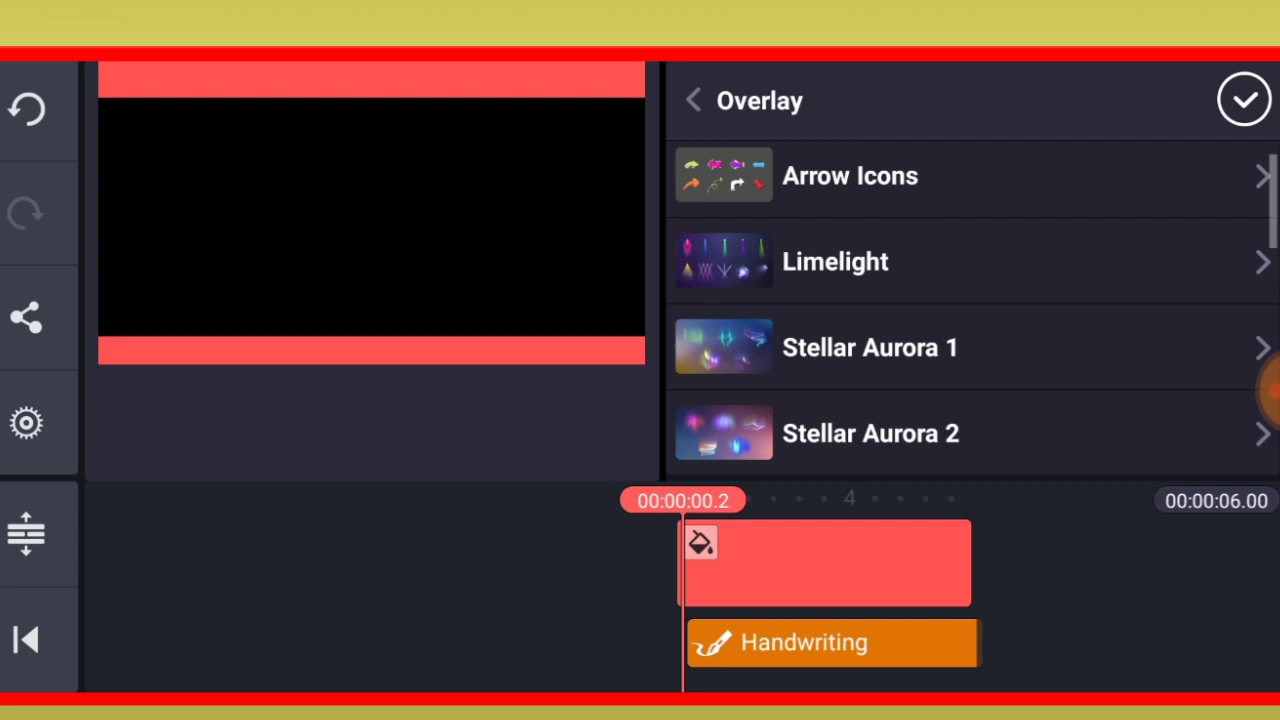 Overlay
Arrow Icons
Limelight
Stellar Aurora 1
Stellar Aurora 2
00:00:00.2
4
00:00:06.00
Handwriting